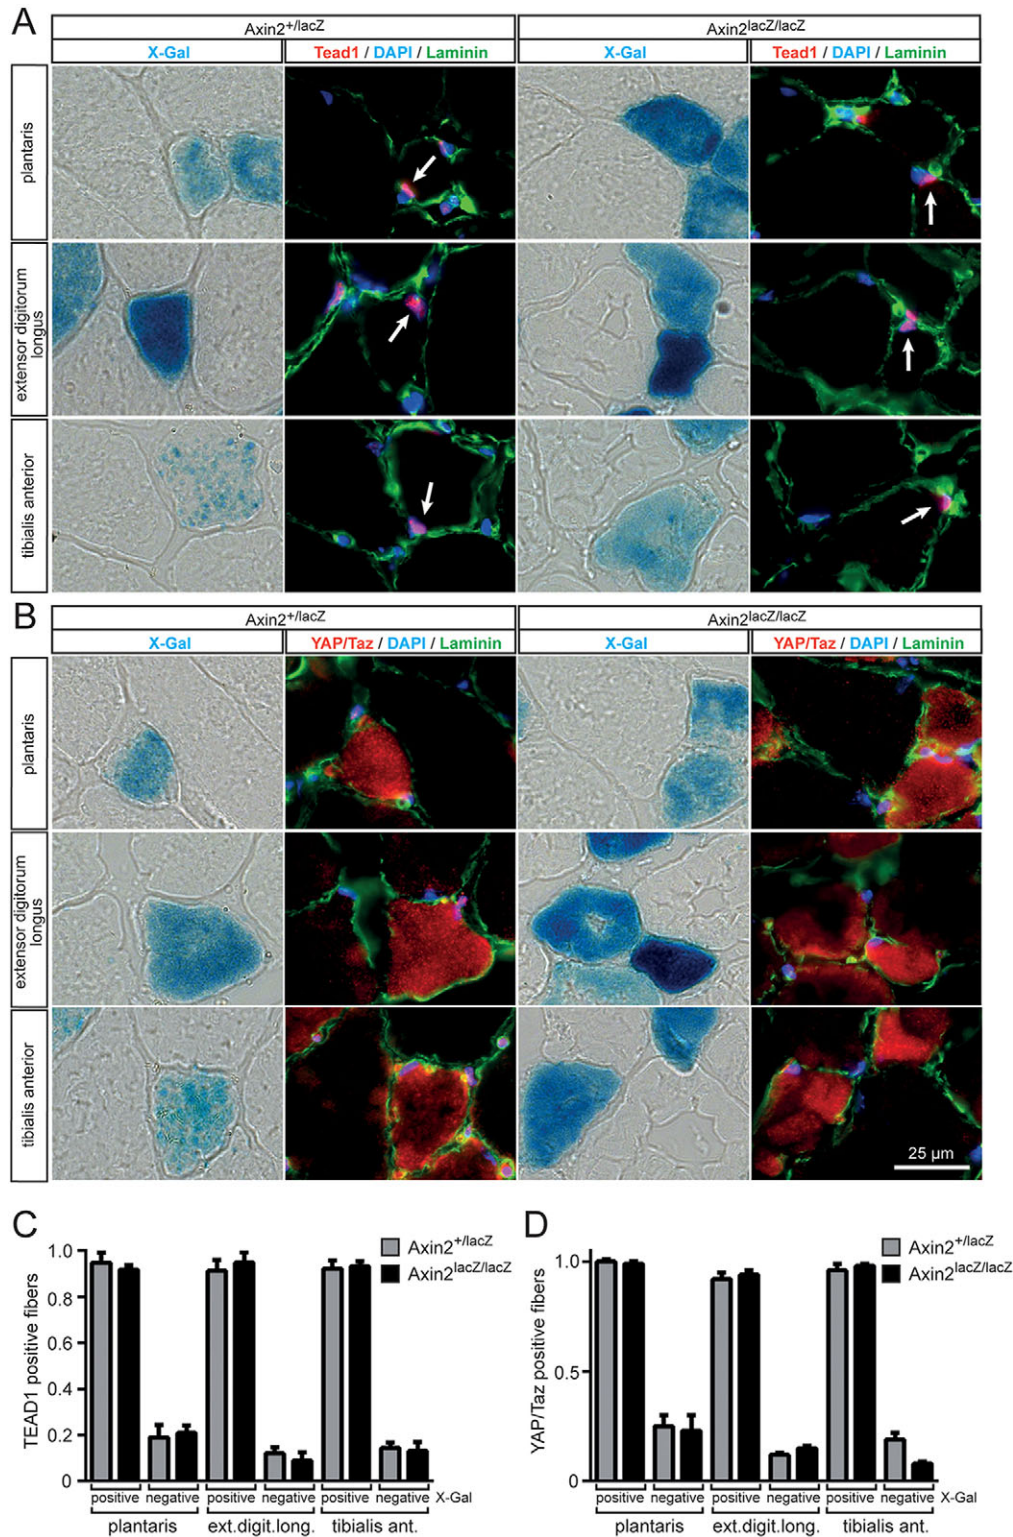 A
Axin2+/lacZ Axin2lacZ/lacZ
X-Gal Tead1 / DAPI / Laminin X-Gal Tead1 / DAPI / Laminin
plantaris
extensor digitorum
longus
tibialis anterior
B
Axin2+/lacZ Axin2lacZ/lacZ
X-Gal YAP/Taz / DAPI / Laminin X-Gal YAP/Taz / DAPI / Laminin
plantaris
extensor digitorum
longus
tibialis anterior
25 µm
C
Axin2+/lacZ
Axin2lacZ/lacZ
TEAD1 positive fibers
1.0
0.8
0.6
0.4
0.2
0
positive negative positive negative positive negative X-Gal
plantaris ext.digit.long. tibialis ant.
D
Axin2+/lacZ
Axin2lacZ/lacZ
YAP/Taz positive fibers
1.0
0.5
0
positive negative positive negative positive negative X-Gal
plantaris ext.digit.long. tibialis ant.